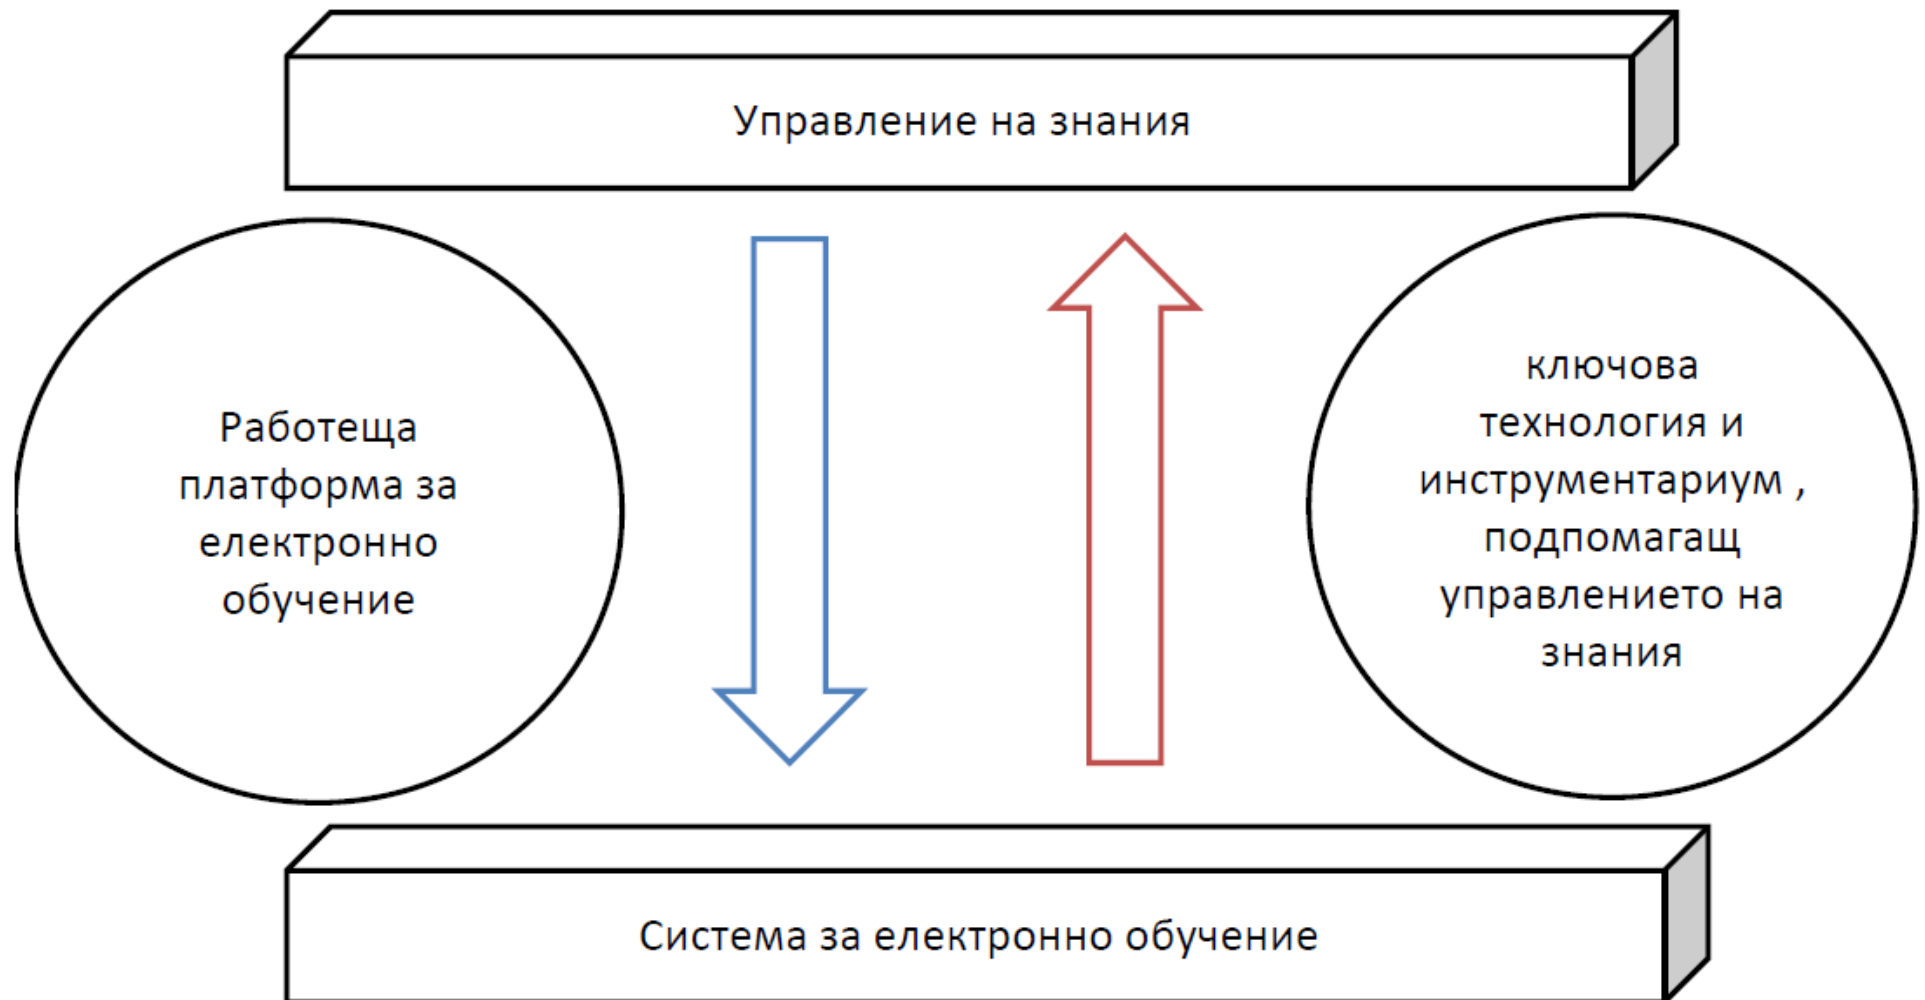 Управление на знания
Работеща
платформа за
електронно
обучение
ключова
технология и
инструментариум ,
подпомагащ
управлението на
знания
Система за електронно обучение